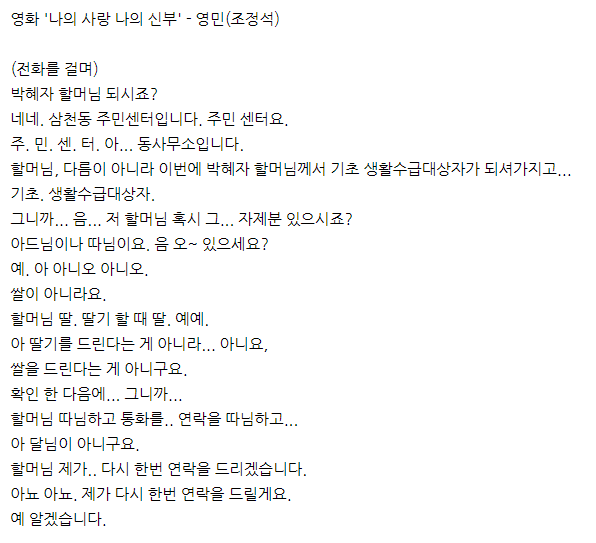 영화 '나의 사랑 나의 신부' - 영민(조정석)
(전화를 걸며)
박혜자 할머님 되시죠?
네네. 삼천동 주민센터입니다. 주민 센터요.
주. 민. 센. 터. 아... 동사무소입니다.
할머님, 다름이 아니라 이번에 박혜자 할머님께서 기초 생활수급대상자가 되셔가지고...
기초. 생활수급대상자.
그니까... 음... 저 할머님 혹시 그... 자제분 있으시죠?
아드님이나 따님이요. 음 오~ 있으세요?
예. 아 아니오 아니오.
쌀이 아니라요.
할머님 딸. 딸기 할 때 딸. 예예.
아 딸기를 드린다는 게 아니라... 아니요,
쌀을 드린다는 게 아니구요.
확인 한 다음에... 그니까...
할머님 따님하고 통화를.. 연락을 따님하고...
아 달님이 아니구요.
할머님 제가.. 다시 한번 연락을 드리겠습니다.
아뇨 아뇨. 제가 다시 한번 연락을 드릴게요.
예 알겠습니다.